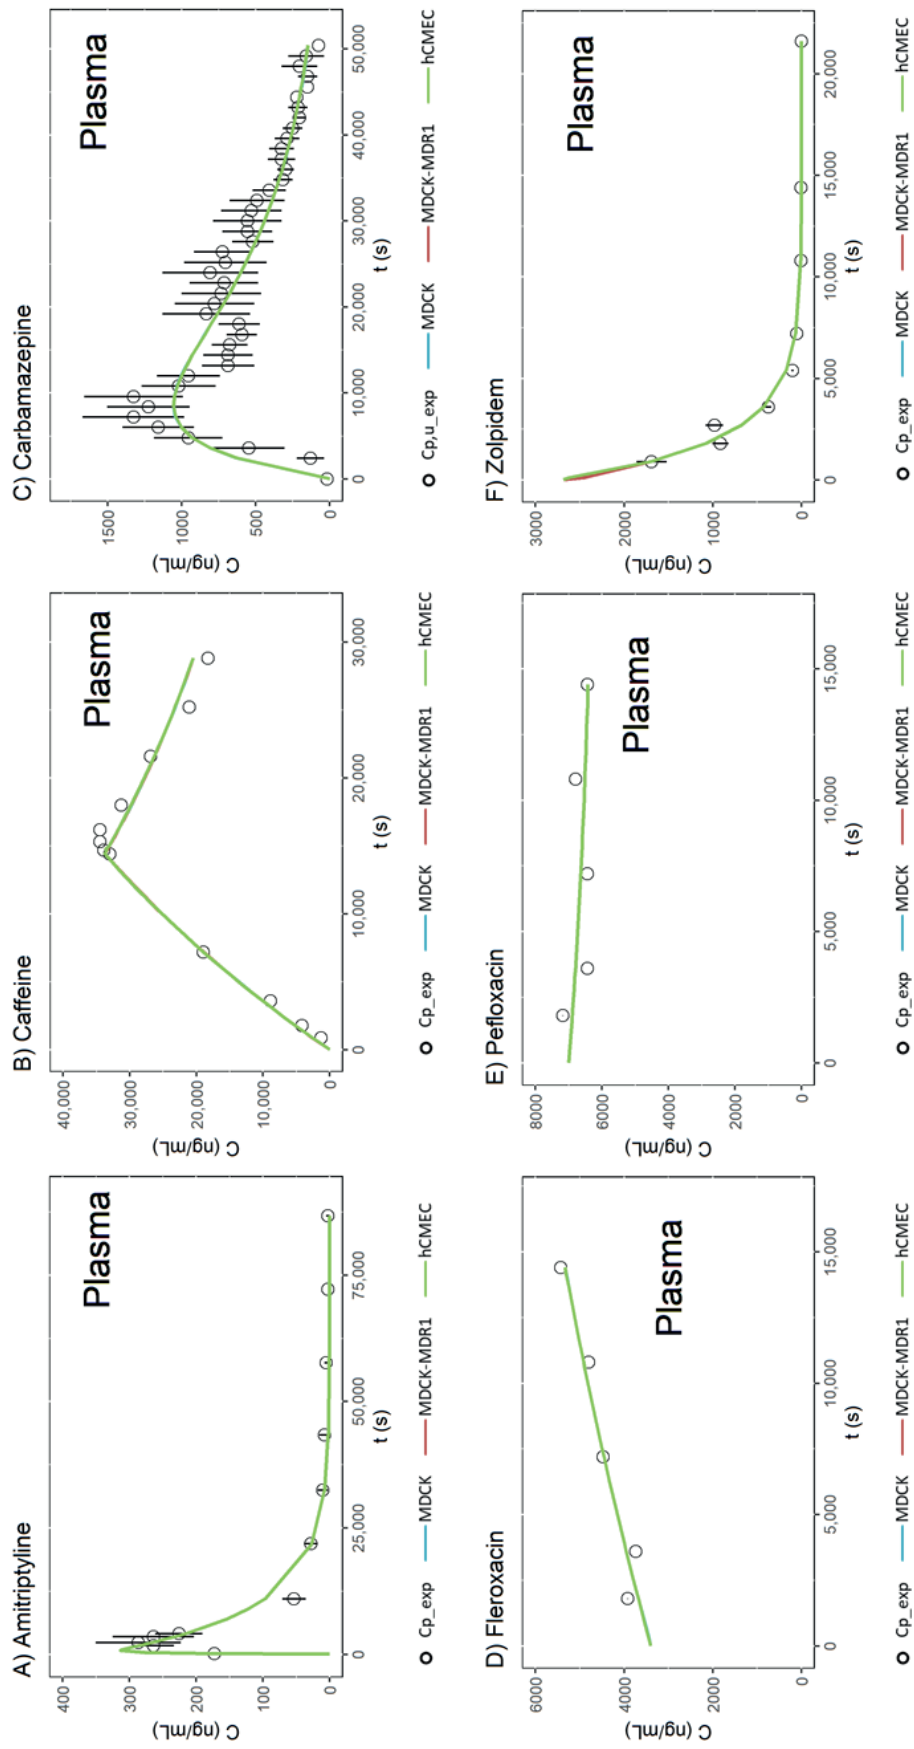 A) Amitriptyline
Plasma
C (ng/mL)
400
300
200
100
0
0
25,000
50,000
75,000
t (s)
Cp_exp MDCK MDCK-MDR1 hCMEC
B) Caffeine
Plasma
C (ng/mL)
40,000
30,000
20,000
10,000
0
0
10,000
20,000
30,000
t (s)
Cp_exp MDCK MDCK-MDR1 hCMEC
C) Carbamazepine
Plasma
C (ng/mL)
1500
1000
500
0
0
10,000
20,000
30,000
40,000
50,000
t (s)
Cp,u_exp MDCK MDCK-MDR1 hCMEC
D) Fleroxacin
Plasma
C (ng/mL)
6000
4000
2000
0
0
5,000
10,000
15,000
t (s)
Cp_exp MDCK MDCK-MDR1 hCMEC
E) Pefloxacin
Plasma
C (ng/mL)
8000
6000
4000
2000
0
0
5,000
10,000
15,000
t (s)
Cp_exp MDCK MDCK-MDR1 hCMEC
F) Zolpidem
Plasma
C (ng/mL)
3000
2000
1000
0
0
5,000
10,000
15,000
20,000
t (s)
Cp_exp MDCK MDCK-MDR1 hCMEC